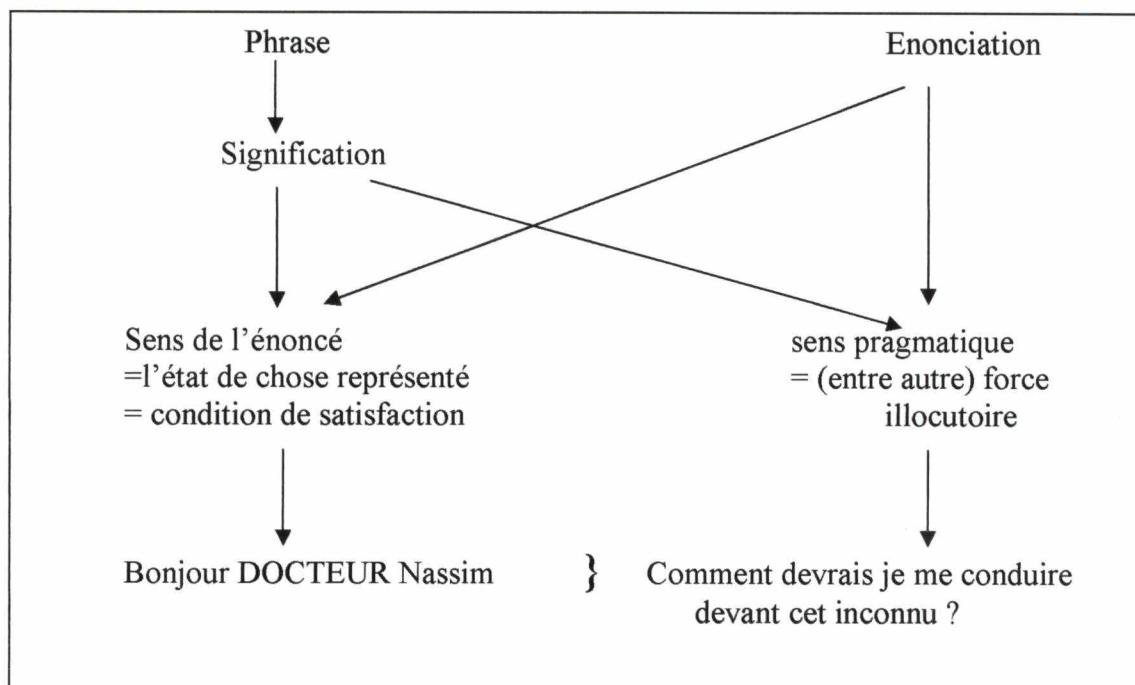 Phrase
Enonciation
Signification
Sens de l’énoncé
=l’état de chose représenté
= condition de satisfaction
sens pragmatique
= (entre autre) force
illocutoire
Bonjour DOCTEUR Nassim
}
Comment devrais je me conduire
devant cet inconnu ?